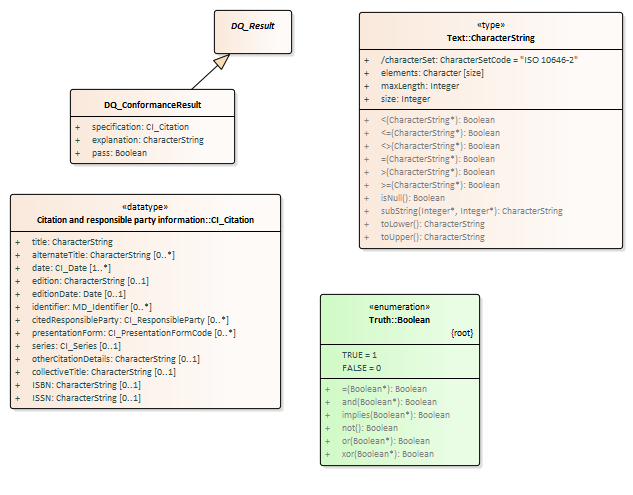 DQ_Result
DQ_ConformanceResult
+ specification: CI_Citation
+ explanation: CharacterString
+ pass: Boolean
«type»
Text::CharacterString
+ /characterSet: CharacterSetCode = "ISO 10646-2"
+ elements: Character [size]
+ maxLength: Integer
+ size: Integer
+ <(CharacterString*): Boolean
+ <=(CharacterString*): Boolean
+ <>(CharacterString*): Boolean
+ =(CharacterString*): Boolean
+ >(CharacterString*): Boolean
+ >=(CharacterString*): Boolean
+ isNull(): Boolean
+ subString(Integer*, Integer*): CharacterString
+ toLower(): CharacterString
+ toUpper(): CharacterString
«datatype»
Citation and responsible party information::CI_Citation
+ title: CharacterString
+ alternateTitle: CharacterString [0..*]
+ date: CI_Date [1..*]
+ edition: CharacterString [0..1]
+ editionDate: Date [0..1]
+ identifier: MD_Identifier [0..*]
+ citedResponsibleParty: CI_ResponsibleParty [0..*]
+ presentationForm: CI_PresentationFormCode [0..*]
+ series: CI_Series [0..1]
+ otherCitationDetails: CharacterString [0..1]
+ collectiveTitle: CharacterString [0..1]
+ ISBN: CharacterString [0..1]
+ ISSN: CharacterString [0..1]
«enumeration»
Truth::Boolean
{root}
TRUE = 1
FALSE = 0
+ =(Boolean*): Boolean
+ and(Boolean*): Boolean
+ implies(Boolean*): Boolean
+ not(): Boolean
+ or(Boolean*): Boolean
+ xor(Boolean*): Boolean